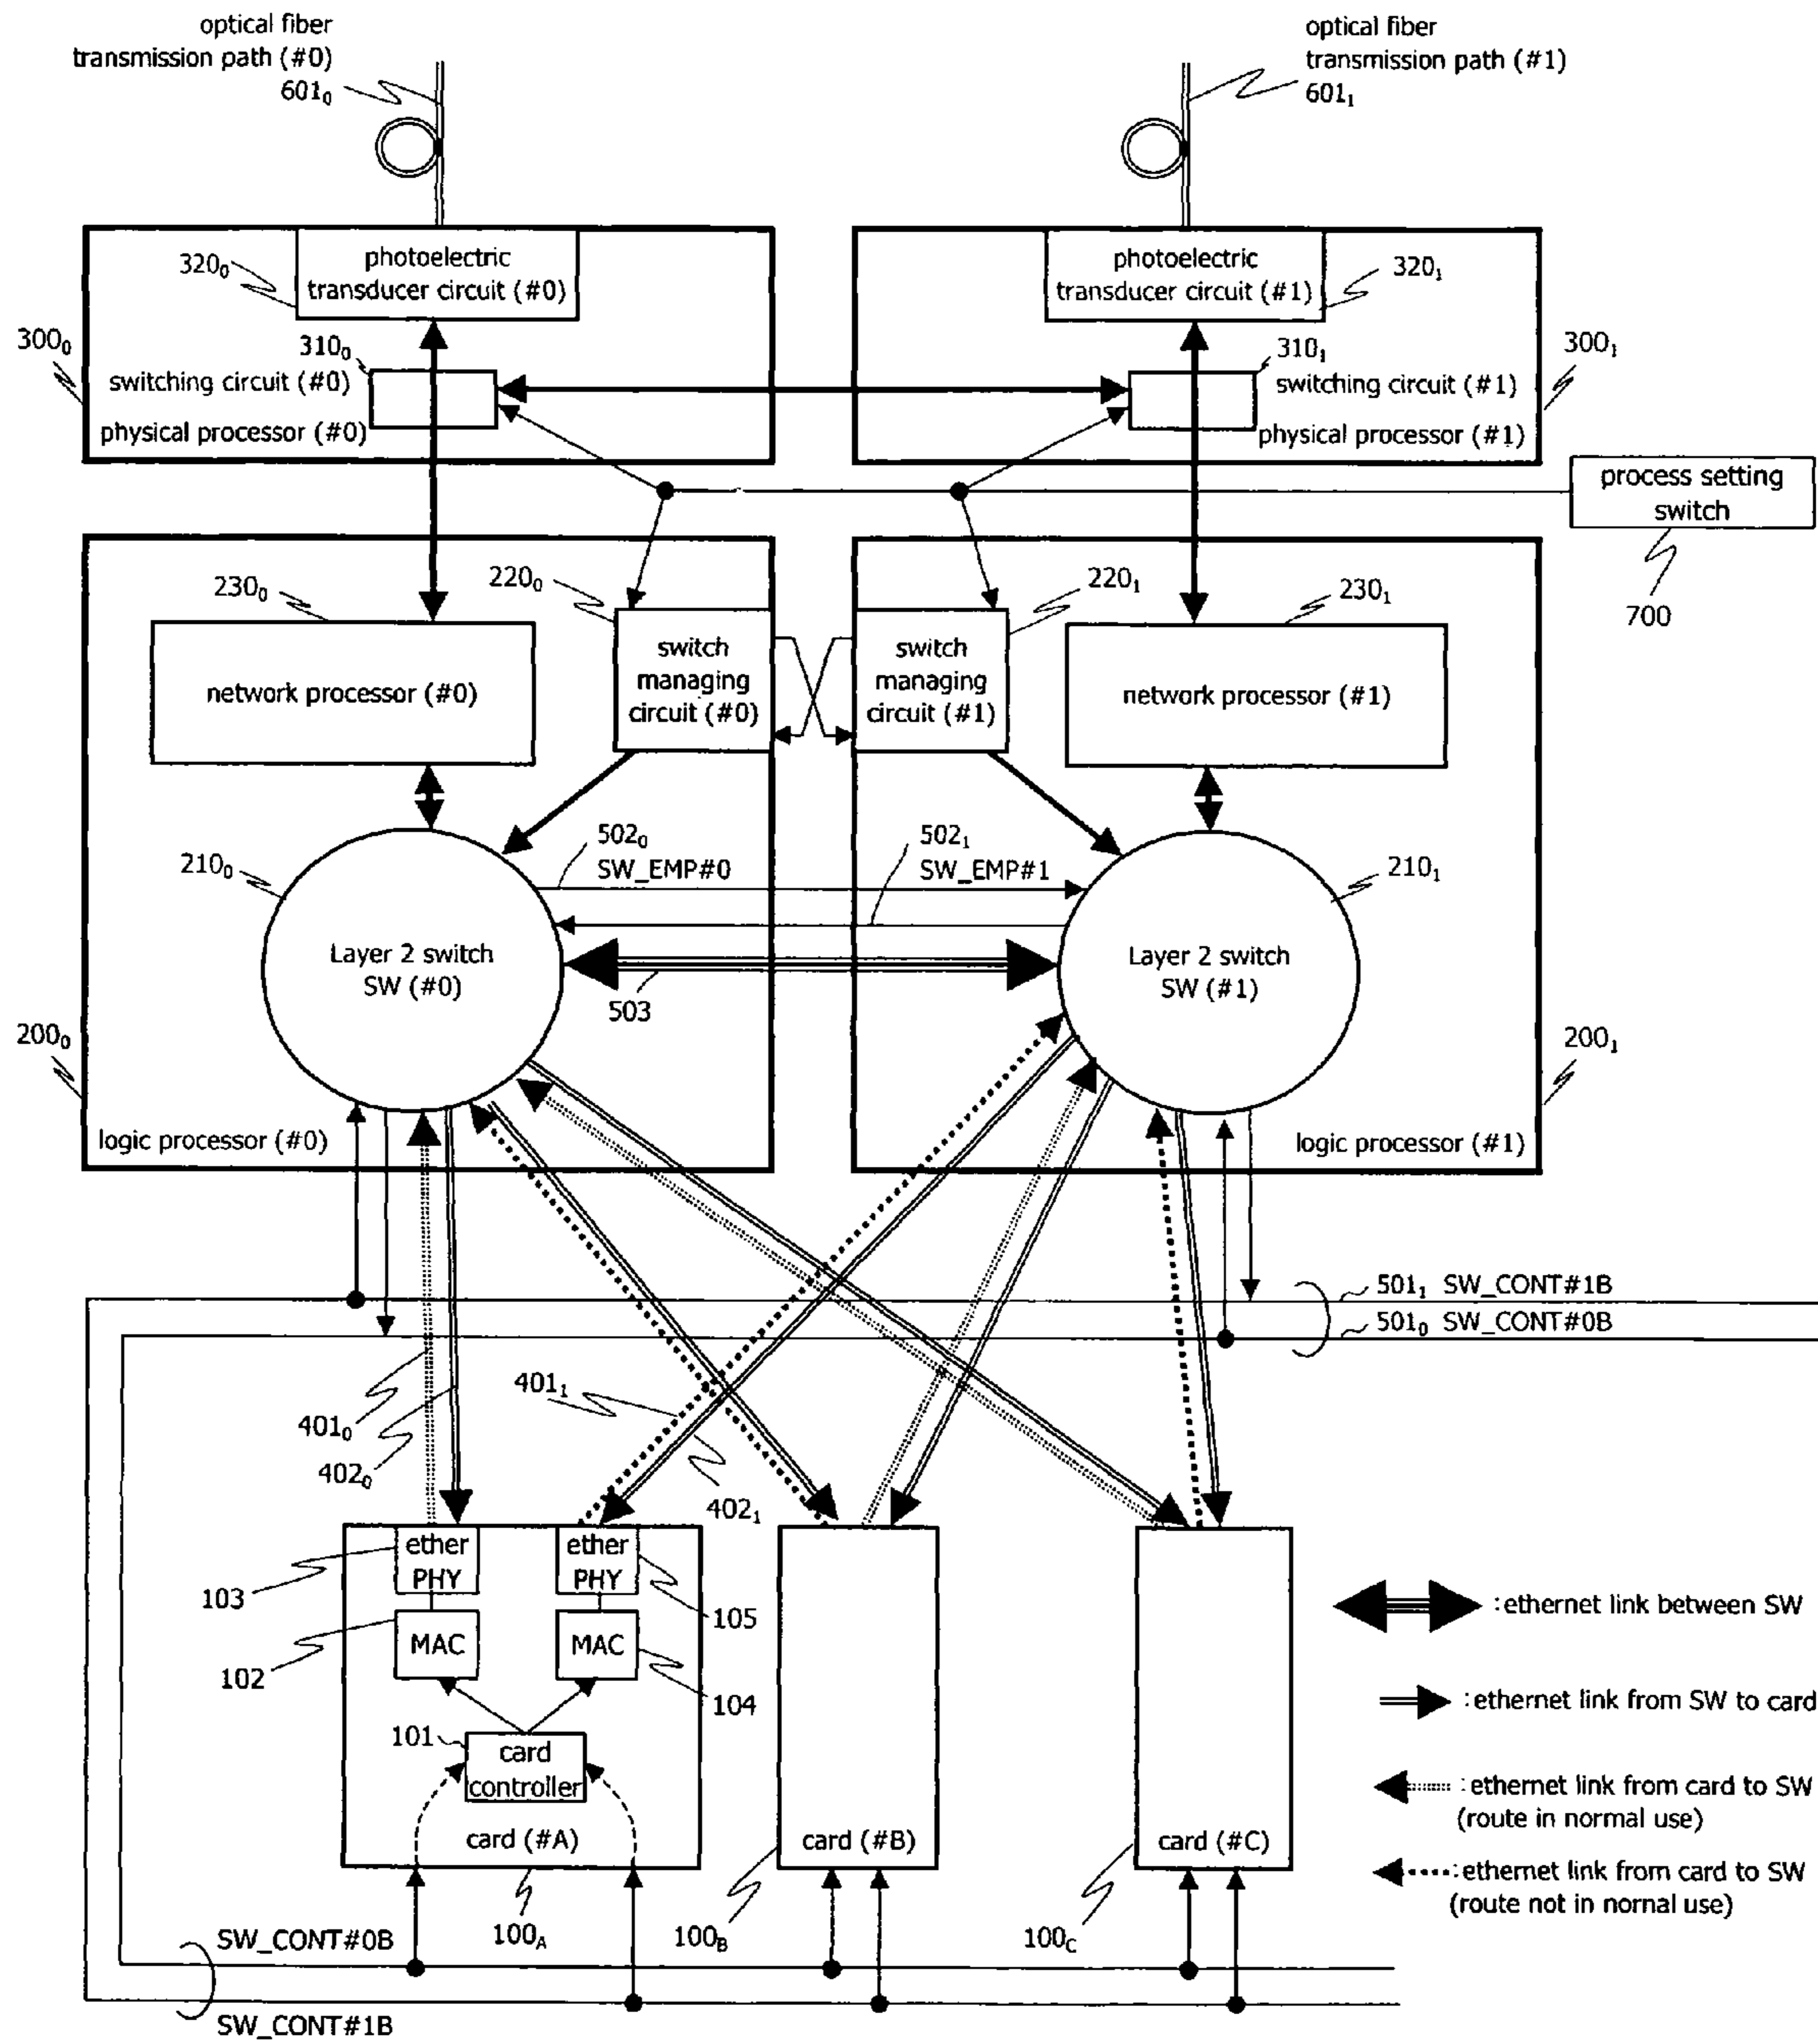 optical fiber
transmission path (#0)
601₀
optical fiber
transmission path (#1)
601₁
photoelectric
transducer circuit (#0)
320₀
photoelectric
transducer circuit (#1)
320₁
300₀
310₀
switching circuit (#0)
physical processor (#0)
310₁
switching circuit (#1)
physical processor (#1)
300₁
process setting
switch
700
230₀
220₀
220₁
230₁
network processor (#0)
switch
managing
circuit (#0)
switch
managing
circuit (#1)
network processor (#1)
210₀
502₀
SW_EMP#0
502₁
SW_EMP#1
210₁
Layer 2 switch
SW (#0)
503
Layer 2 switch
SW (#1)
200₀
200₁
logic processor (#0)
logic processor (#1)
501₁ SW_CONT#1B
501₀ SW_CONT#0B
401₀
402₀
401₁
402₁
ether
PHY
ether
PHY
103
105
MAC
MAC
102
104
101
card
controller
card (#A)
card (#B)
card (#C)
100A
100B
100C
SW_CONT#0B
SW_CONT#1B
:ethernet link between SW
:ethernet link from SW to card
:ethernet link from card to SW
(route in normal use)
:ethernet link from card to SW
(route not in nornal use)